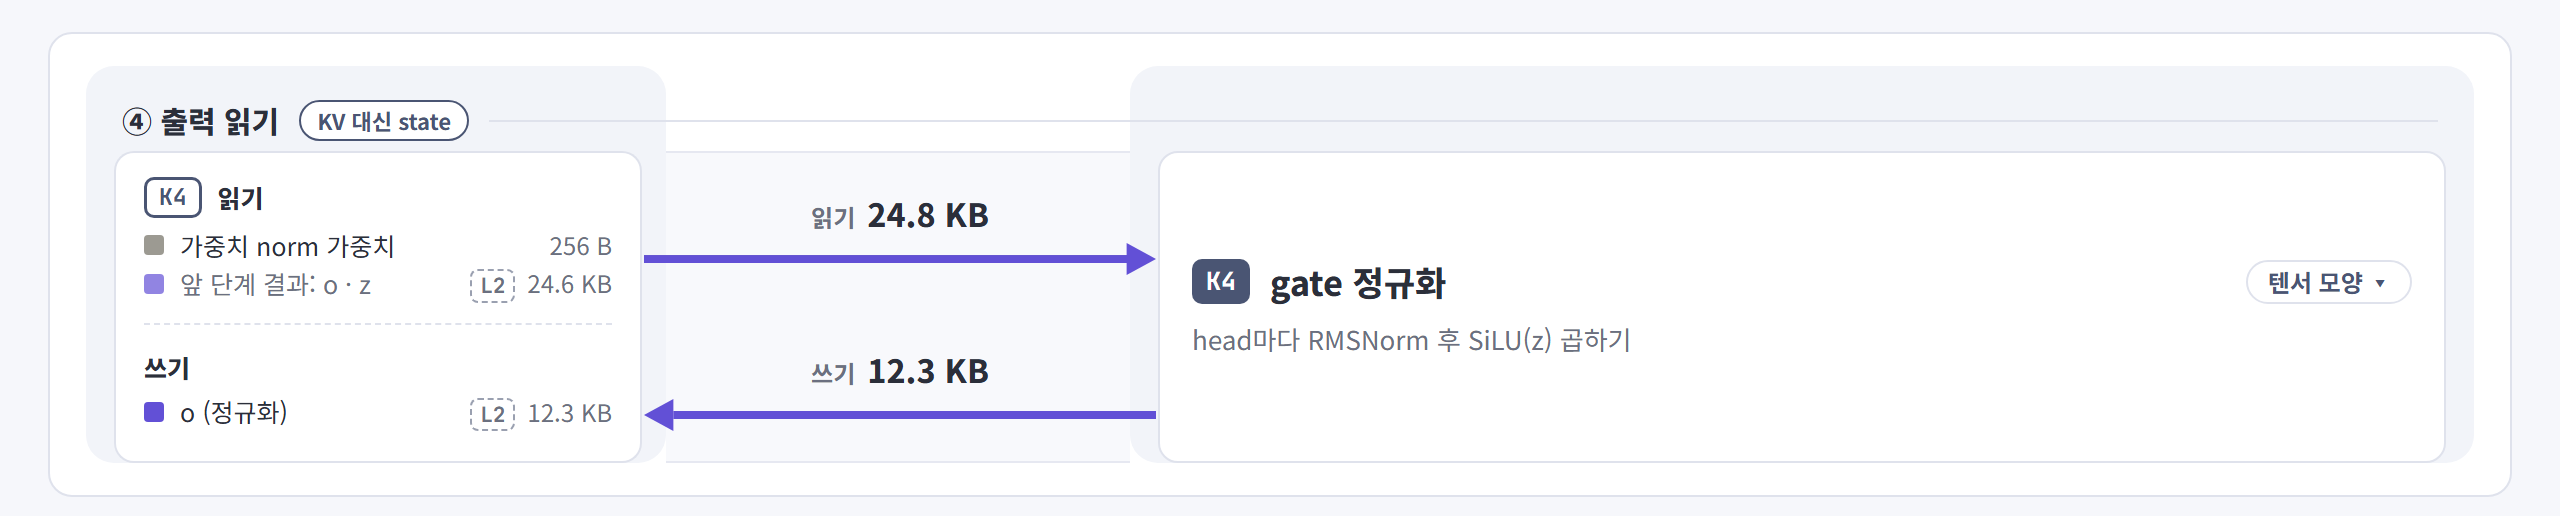 ④ 출력 읽기 KV 대신 state
K4 읽기
가중치 norm 가중치 256 B
앞 단계 결과: o · z L2 24.6 KB
쓰기
o (정규화) L2 12.3 KB
읽기 24.8 KB
쓰기 12.3 KB
K4 gate 정규화
head마다 RMSNorm 후 SiLU(z) 곱하기
텐서 모양 ▼